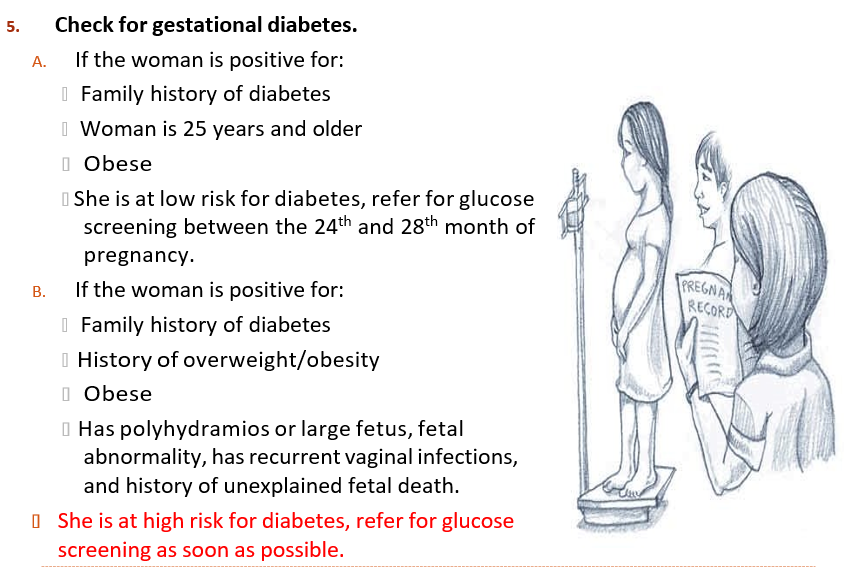 5. Check for gestational diabetes.
A. If the woman is positive for:
Family history of diabetes
Woman is 25 years and older
Obese
She is at low risk for diabetes, refer for glucose
screening between the 24th and 28th month of
pregnancy.
B. If the woman is positive for:
Family history of diabetes
History of overweight/obesity
Obese
Has polyhydramios or large fetus, fetal
abnormality, has recurrent vaginal infections,
and history of unexplained fetal death.
She is at high risk for diabetes, refer for glucose
screening as soon as possible.
PREGNAN
RECORD